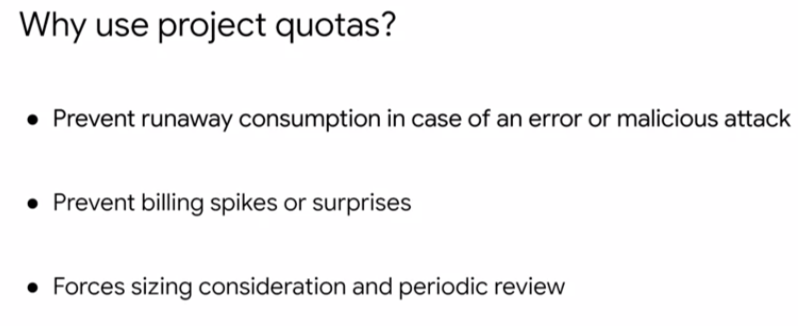 Why use project quotas?
● Prevent runaway consumption in case of an error or malicious attack
● Prevent billing spikes or surprises
● Forces sizing consideration and periodic review